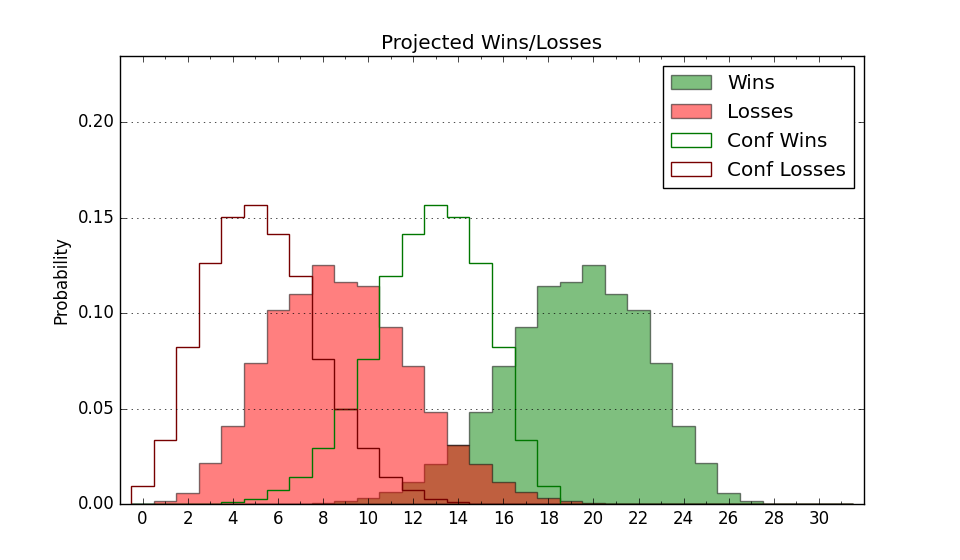 Projected Wins/Losses
Wins
Losses
Conf Wins
Conf Losses
Probability
0.20
0.15
0.10
0.05
0.00
0 2 4 6 8 10 12 14 16 18 20 22 24 26 28 30